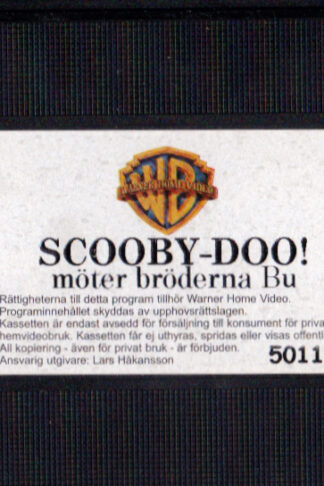 WARNER HOME VIDEO
SCOOBY-DOO!
möter bröderna Bu
Rättigheterna till detta program tillhör Warner Home Video.
Programinnehållet skyddas av upphovsrättslagen.
Kassetten är endast avsedd för försäljning till konsument för
hemvideobruk. Kassetten får ej uthyras, spridas eller visas
All kopiering - även för privat bruk - är förbjuden.
Ansvarig utgivare: Lars Håkansson
5011